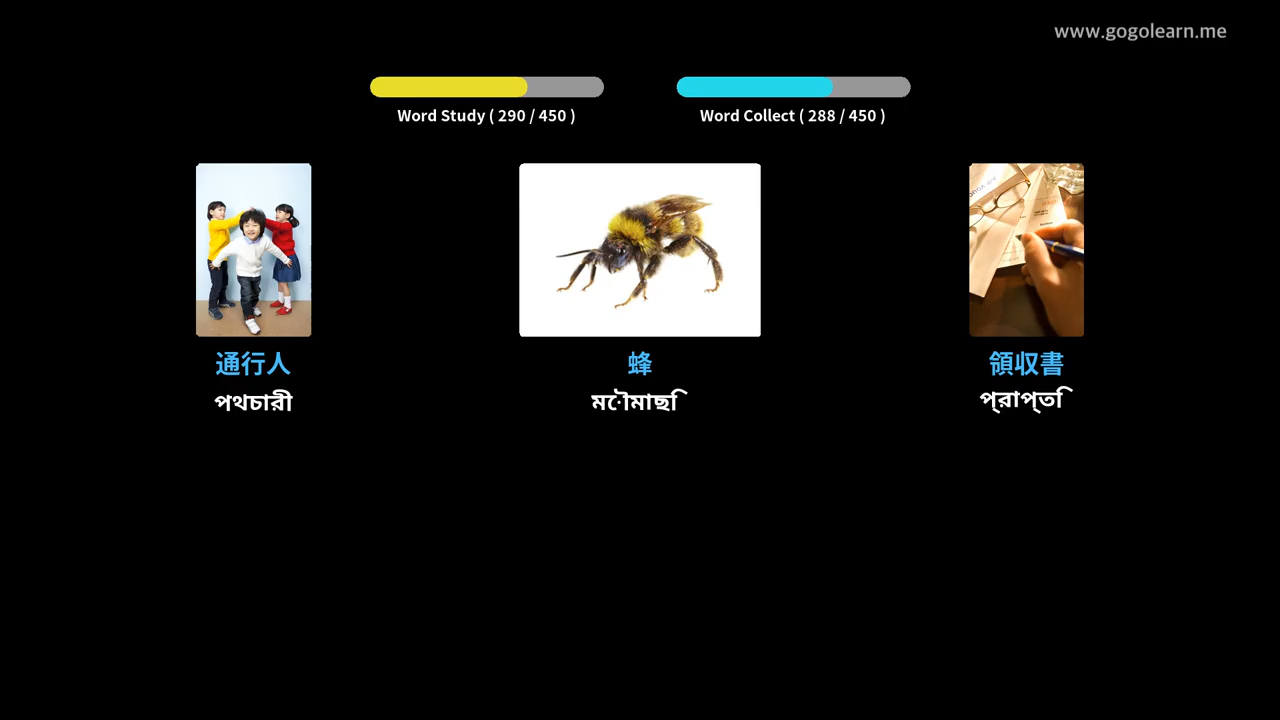 www.gogolearn.me
Word Study ( 290 / 450 )
Word Collect ( 288 / 450 )
通行人
蜂
領収書
পথচারী
মৌমাছি
প্রাপ্তি